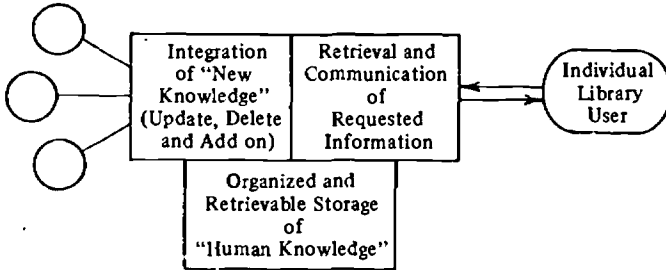 Integration
of "New
Knowledge"
(Update, Delete
and Add on)
Retrieval and
Communication
of
Requested
Information
Individual
Library
User
Organized and
Retrievable Storage
of
"Human Knowledge"